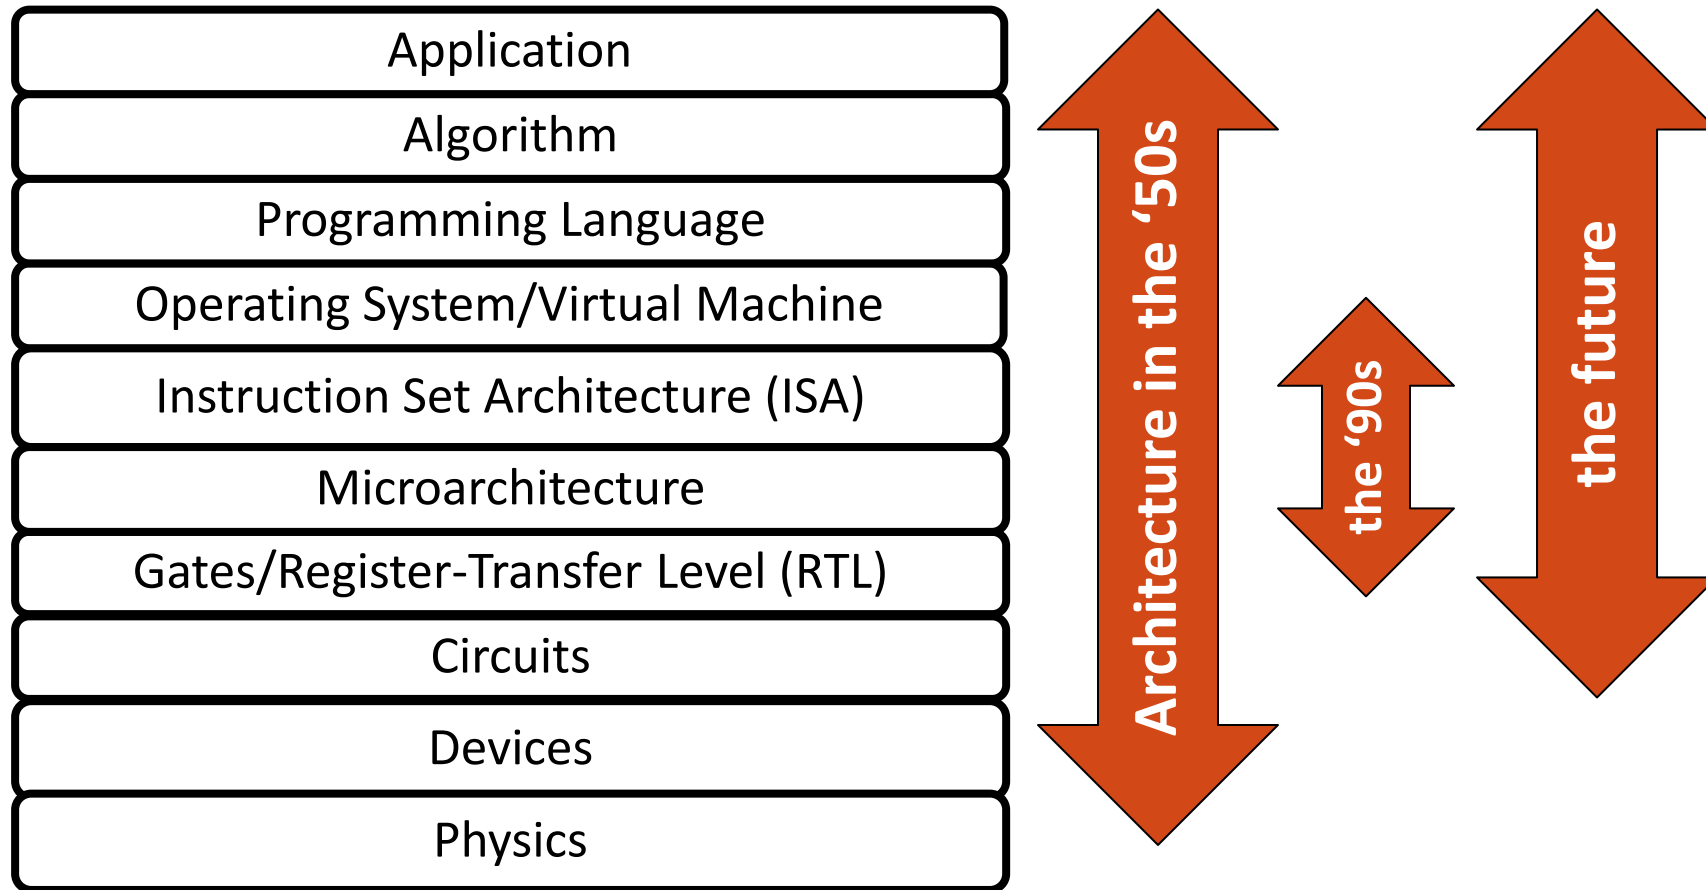 Application
Algorithm
Programming Language
Operating System/Virtual Machine
Instruction Set Architecture (ISA)
Microarchitecture
Gates/Register-Transfer Level (RTL)
Circuits
Devices
Physics
Architecture in the ‘50s
the ‘90s
the future